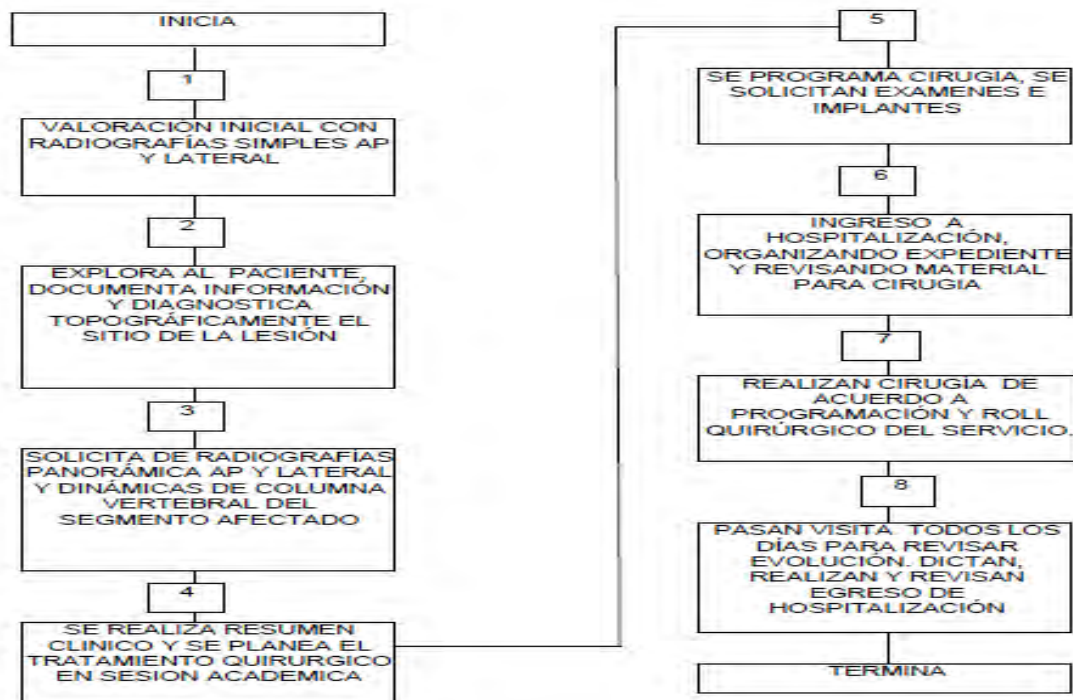 INICIA
1
VALORACIÓN INICIAL CON
RADIOGRAFÍAS SIMPLES AP
Y LATERAL
2
EXPLORA AL PACIENTE,
DOCUMENTA INFORMACIÓN
Y DIAGNOSTICA
TOPOGRÁFICAMENTE EL
SITIO DE LA LESIÓN
3
SOLICITA DE RADIOGRAFÍAS
PANORÁMICA AP Y LATERAL
Y DINÁMICAS DE COLUMNA
VERTEBRAL DEL
SEGMENTO AFECTADO
4
SE REALIZA RESUMEN
CLINICO Y SE PLANEA EL
TRATAMIENTO QUIRURGICO
EN SESION ACADEMICA
5
SE PROGRAMA CIRUGIA, SE
SOLICITAN EXAMENES E
IMPLANTES
6
INGRESO A
HOSPITALIZACIÓN,
ORGANIZANDO EXPEDIENTE
Y REVISANDO MATERIAL
PARA CIRUGIA
7
REALIZAN CIRUGÍA DE
ACUERDO A
PROGRAMACIÓN Y ROLL
QUIRÚRGICO DEL SERVICIO.
8
PASAN VISITA TODOS LOS
DÍAS PARA REVISAR
EVOLUCIÓN. DICTAN,
REALIZAN Y REVISAN
EGRESO DE
HOSPITALIZACIÓN
TERMINA